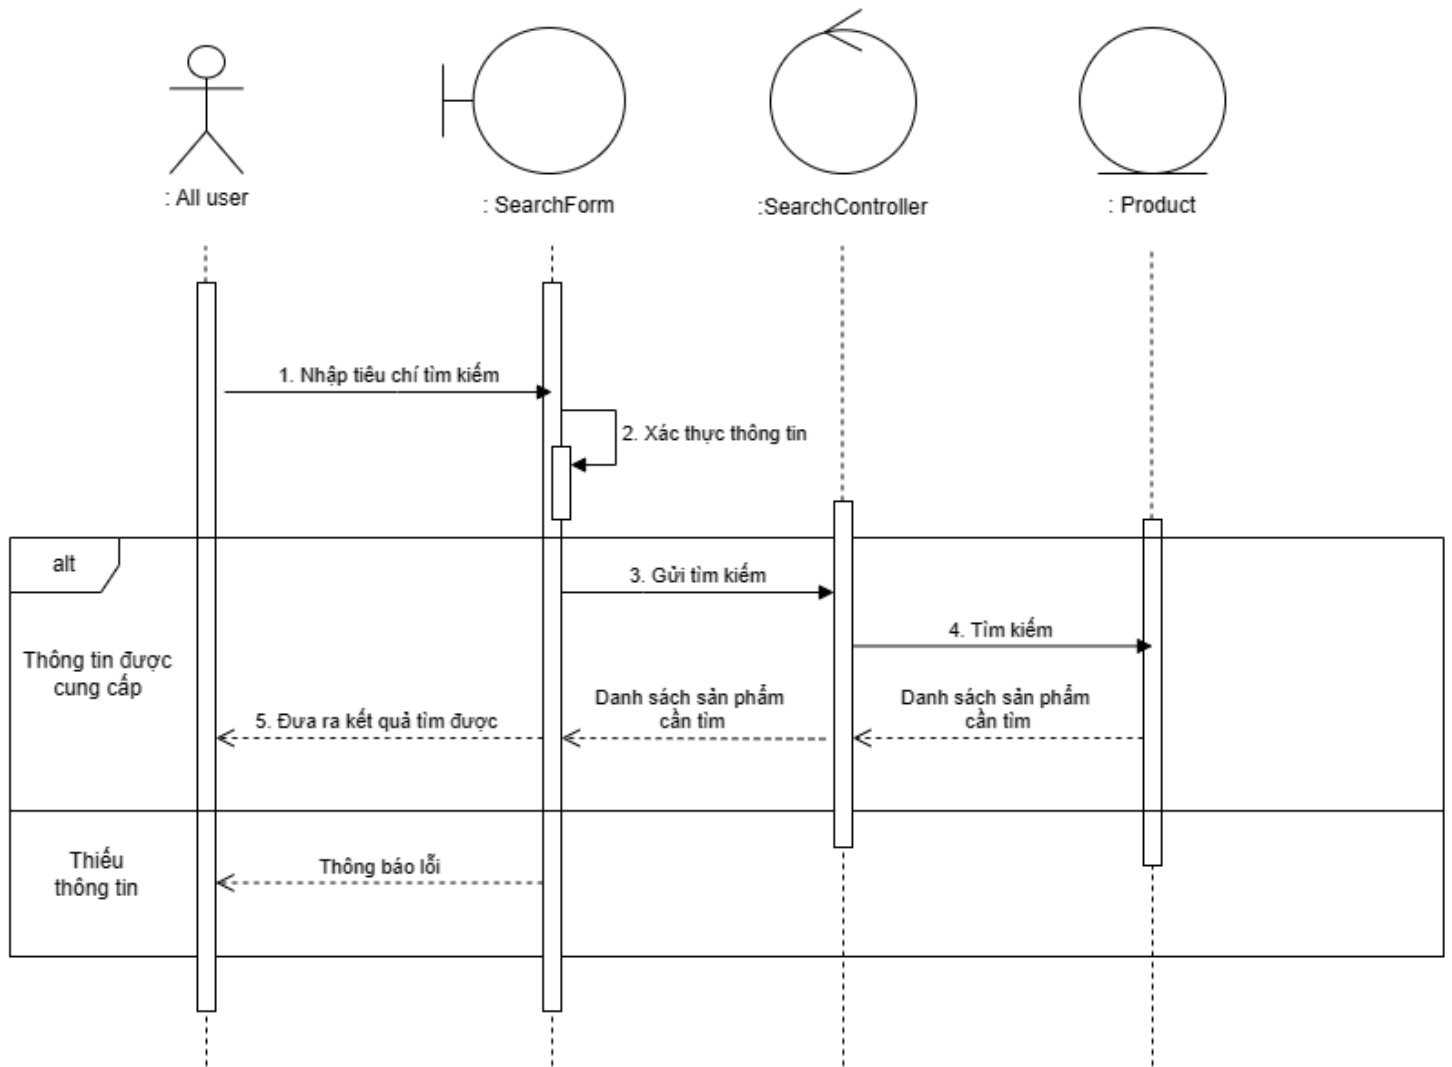 : All user
: SearchForm
:SearchController
: Product
1. Nhập tiêu chí tìm kiếm
2. Xác thực thông tin
alt
3. Gửi tìm kiếm
4. Tìm kiếm
Thông tin được
cung cấp
Danh sách sản phẩm
cần tìm
Danh sách sản phẩm
cần tìm
5. Đưa ra kết quả tìm được
Thiếu
thông tin
Thông báo lỗi